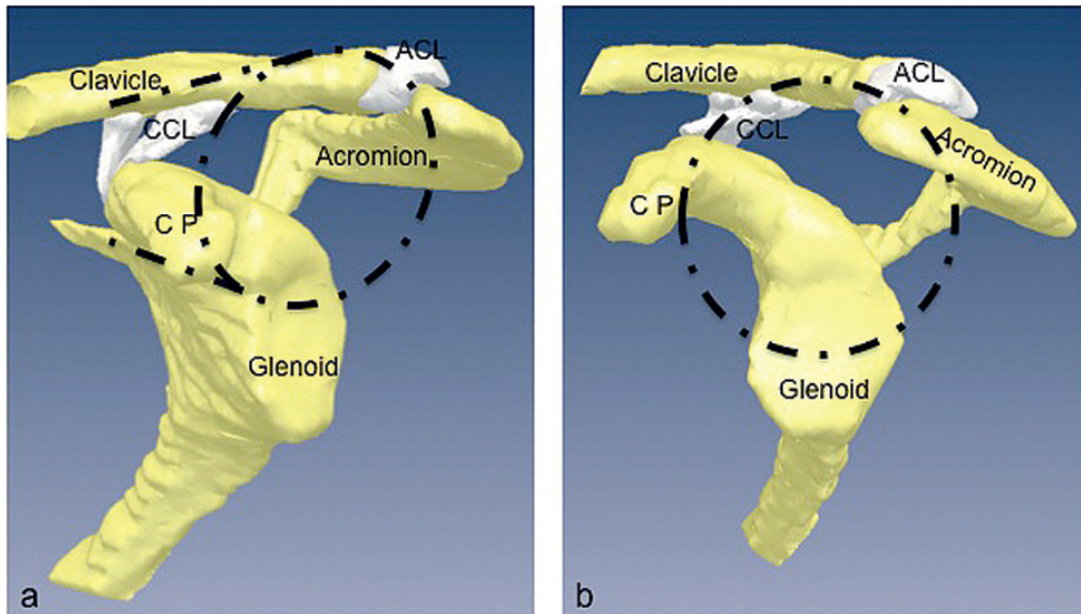 Clavicle
ACL
CCL
Acromion
C P
Glenoid
a
Clavicle
ACL
CCL
Acromion
C P
Glenoid
b